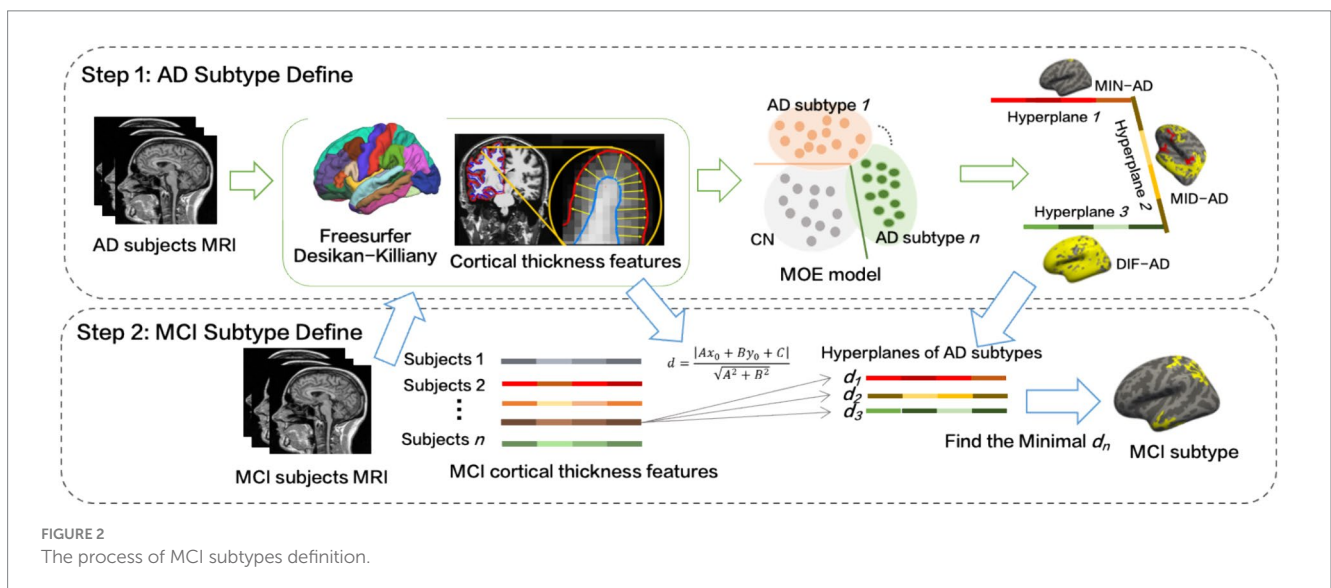 Step 1: AD Subtype Define
AD subjects MRI
Freesurfer
Desikan-Killiany
Cortical thickness features
AD subtype 1
CN
AD subtype n
MOE model
MIN-AD
Hyperplane 1
Hyperplane 2
MID-AD
Hyperplane 3
DIF-AD
Step 2: MCI Subtype Define
MCI subjects MRI
Subjects 1
Subjects 2
⋮
Subjects n
MCI cortical thickness features
d = |Ax₀ + By₀ + C| / √A² + B²
Hyperplanes of AD subtypes
d₁
d₂
d₃
Find the Minimal dₙ
MCI subtype
FIGURE 2
The process of MCI subtypes definition.